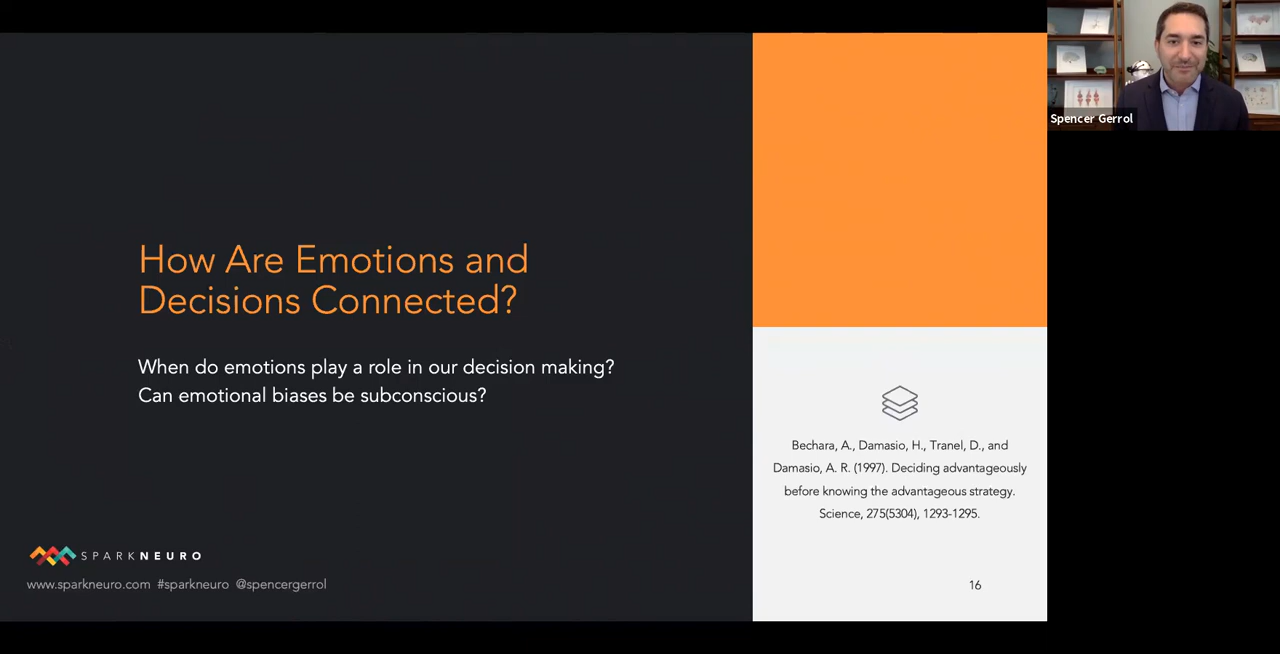 How Are Emotions and
Decisions Connected?
When do emotions play a role in our decision making?
Can emotional biases be subconscious?
Bechara, A., Damasio, H., Tranel, D., and
Damasio, A. R. (1997). Deciding advantageously
before knowing the advantageous strategy.
Science, 275(5304), 1293-1295.
SPARKNEURO
www.sparkneuro.com #sparkneuro @spencergerrol
16
Spencer Gerrol